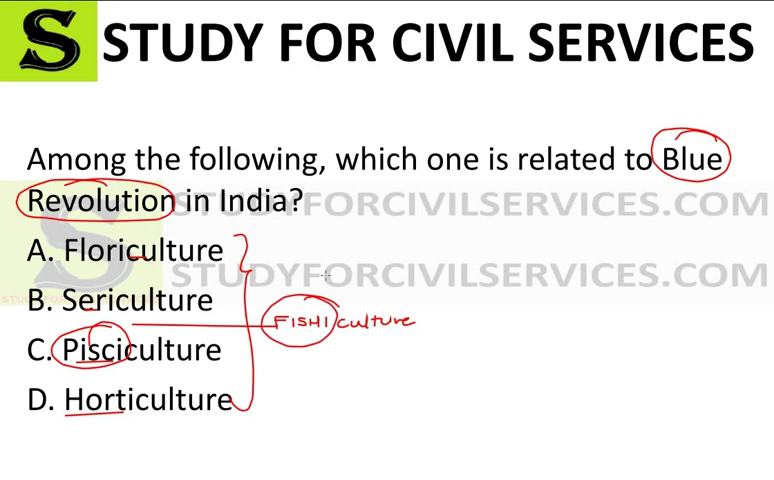 S STUDY FOR CIVIL SERVICES
Among the following, which one is related to Blue
Revolution in India?
STUDYFORCIVILSERVICES.COM
A. Floriculture
STUDYFORCIVILSERVICES.COM
B. Sericulture
FISHI culture
C. Pisciculture
D. Horticulture